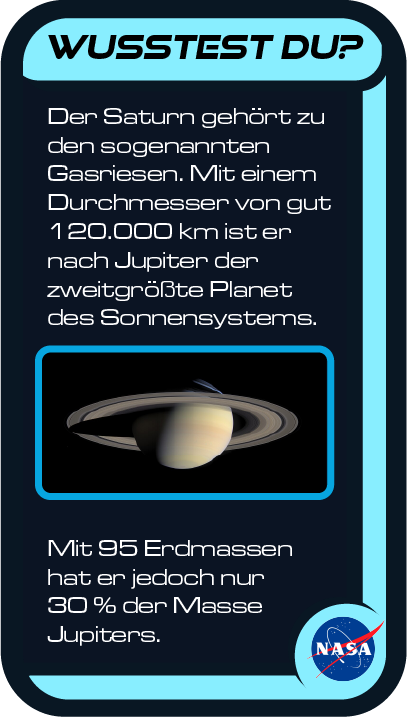 WUSSTEST DU?
Der Saturn gehört zu
den sogenannten
Gasriesen. Mit einem
Durchmesser von gut
120.000 km ist er
nach Jupiter der
zweitgrößte Planet
des Sonnensystems.
Mit 95 Erdmassen
hat er jedoch nur
30 % der Masse
Jupiters.
NASA